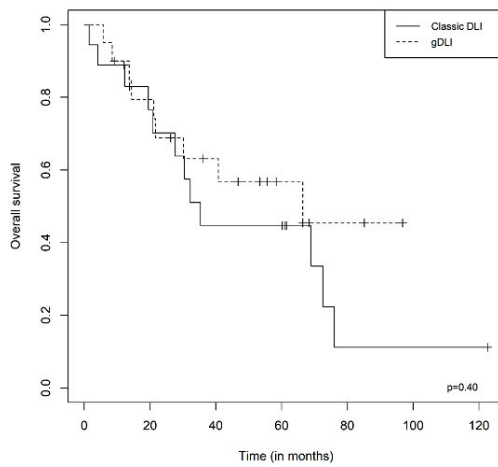 Classic DLI
gDLI
Overall survival
1.0
0.8
0.6
0.4
0.2
0.0
p=0.40
0 20 40 60 80 100 120
Time (in months)